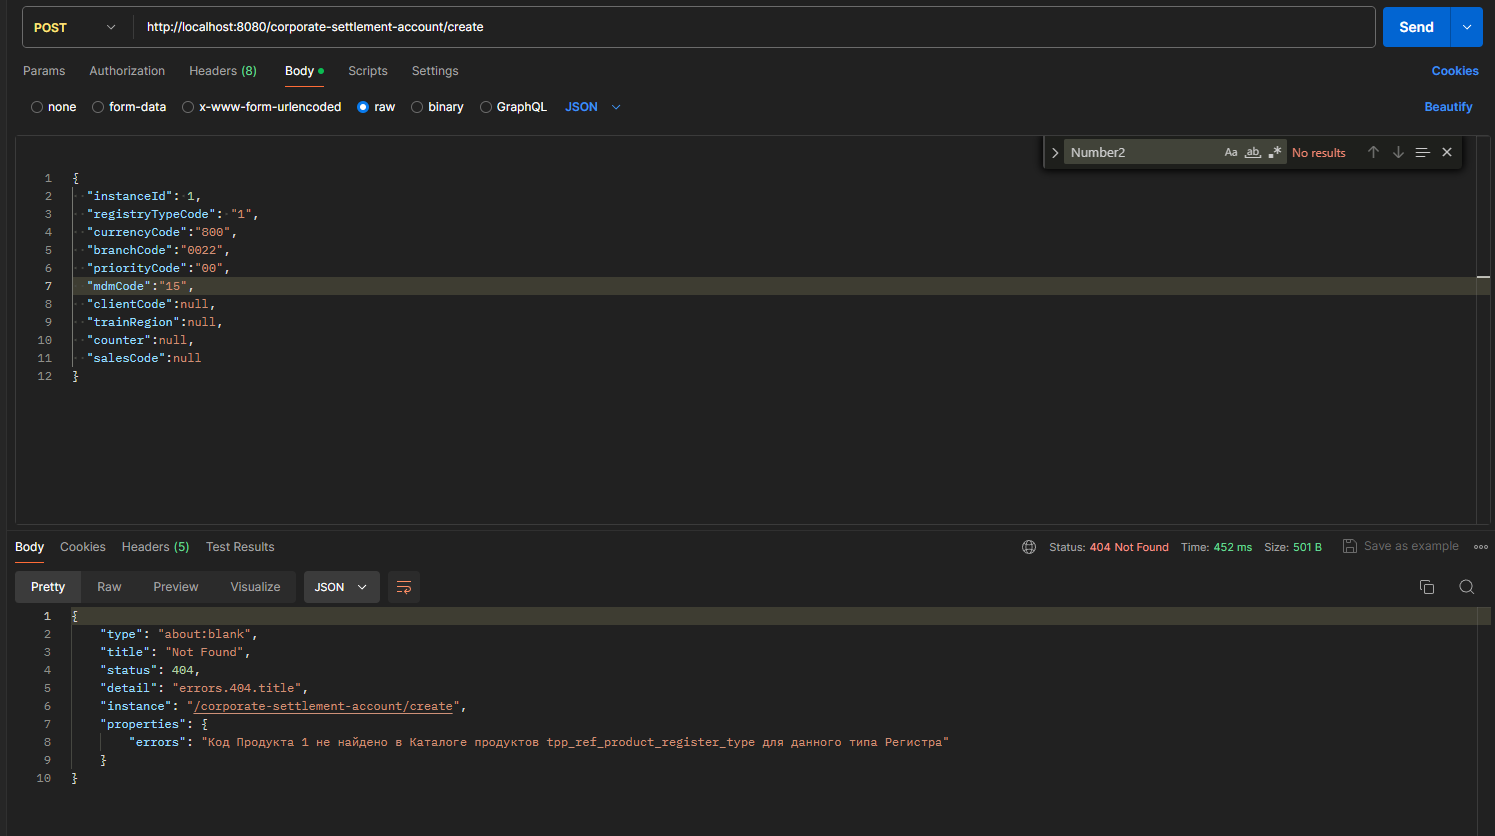 POST http://localhost:8080/corporate-settlement-account/create Send
Params Authorization Headers (8) Body Scripts Settings Cookies
none form-data x-www-form-urlencoded raw binary GraphQL JSON Beautify
Number2 Aa ab .* No results
1 {
2 "instanceId": 1,
3 "registryTypeCode": "1",
4 "currencyCode":"800",
5 "branchCode":"0022",
6 "priorityCode":"00",
7 "mdmCode":"15",
8 "clientCode":null,
9 "trainRegion":null,
10 "counter":null,
11 "salesCode":null
12 }
Body Cookies Headers (5) Test Results Status: 404 Not Found Time: 452 ms Size: 501 B Save as example
Pretty Raw Preview Visualize JSON
1 {
2 "type": "about:blank",
3 "title": "Not Found",
4 "status": 404,
5 "detail": "errors.404.title",
6 "instance": "/corporate-settlement-account/create",
7 "properties": {
8 "errors": "Код Продукта 1 не найдено в Каталоге продуктов tpp_ref_product_register_type для данного типа Регистра"
9 }
10 }